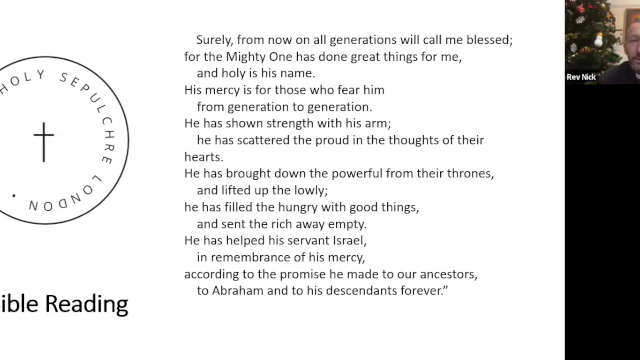 HOLY SEPULCHRE LONDON •
Bible Reading
Surely, from now on all generations will call me blessed;
for the Mighty One has done great things for me,
and holy is his name.
His mercy is for those who fear him
from generation to generation.
He has shown strength with his arm;
he has scattered the proud in the thoughts of their
hearts.
He has brought down the powerful from their thrones,
and lifted up the lowly;
he has filled the hungry with good things,
and sent the rich away empty.
He has helped his servant Israel,
in remembrance of his mercy,
according to the promise he made to our ancestors,
to Abraham and to his descendants forever.”
Rev Nick